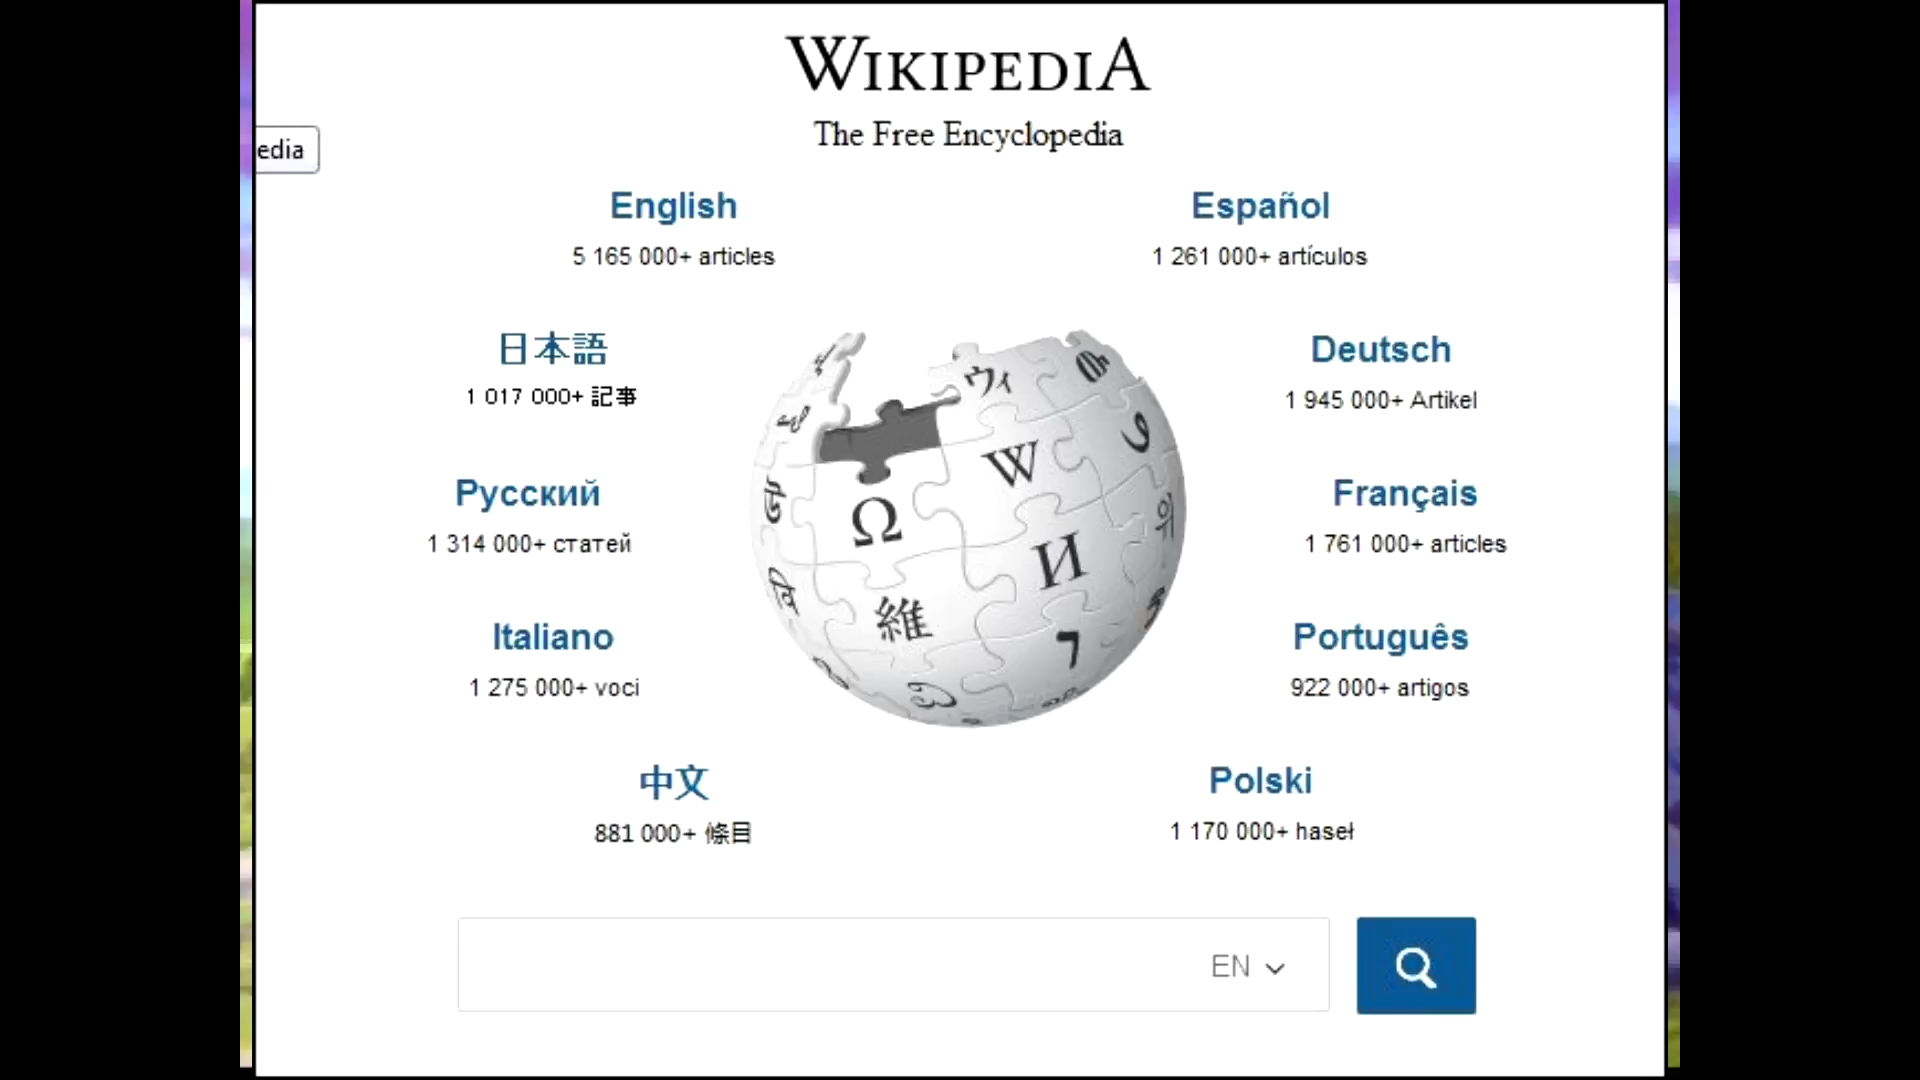 WIKIPEDIA
The Free Encyclopedia
edia
English
5 165 000+ articles
Español
1 261 000+ artículos
日本語
1 017 000+ 記事
Deutsch
1 945 000+ Artikel
Русский
1 314 000+ статей
Français
1 761 000+ articles
Italiano
1 275 000+ voci
Português
922 000+ artigos
中文
881 000+ 條目
Polski
1 170 000+ haseł
ウィ
W
Ω
И
維
EN